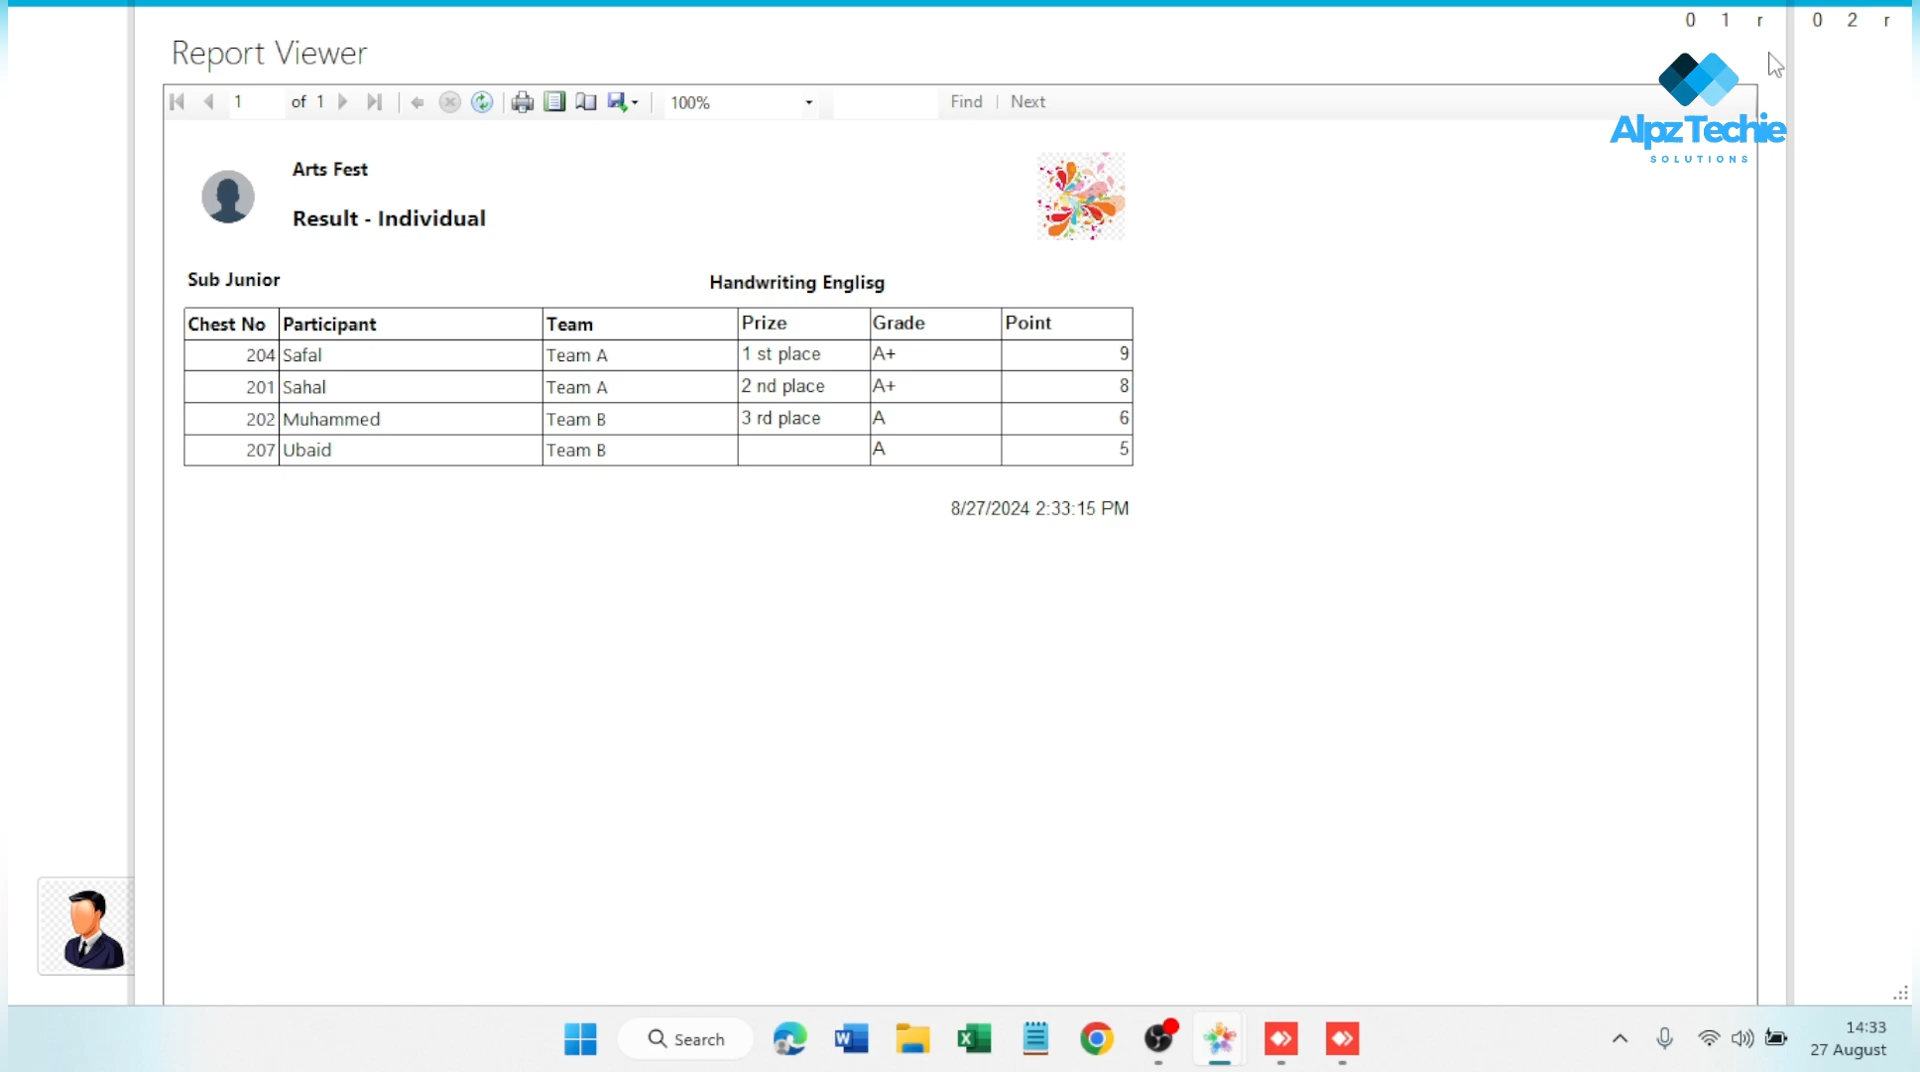 0 1 r 0 2 r
Report Viewer
1 of 1 100% Find | Next
AlpzTechie
SOLUTIONS
Arts Fest
Result - Individual
Sub Junior Handwriting Englisg
Chest No Participant Team Prize Grade Point
204 Safal Team A 1 st place A+ 9
201 Sahal Team A 2 nd place A+ 8
202 Muhammed Team B 3 rd place A 6
207 Ubaid Team B A 5
8/27/2024 2:33:15 PM
Search
14:33
27 August